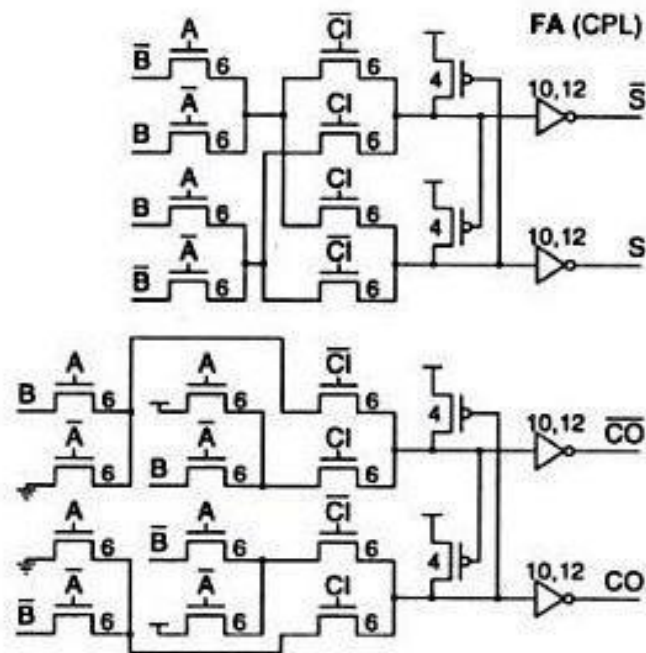 A C̅I̅ FA (CPL)
B̅ 6 6 4 10,12 S̅
A̅ CI
B 6 6
A CI
B 6 6 4 10,12 S
A̅ C̅I̅
B̅ 6 6
A A C̅I̅
B 6 6 6 4 10,12 C̅O̅
A̅ A̅ CI
6 B 6 6
A A C̅I̅
6 B̅ 6 6 4
A̅ A̅ CI 10,12 CO
B̅ 6 6 6